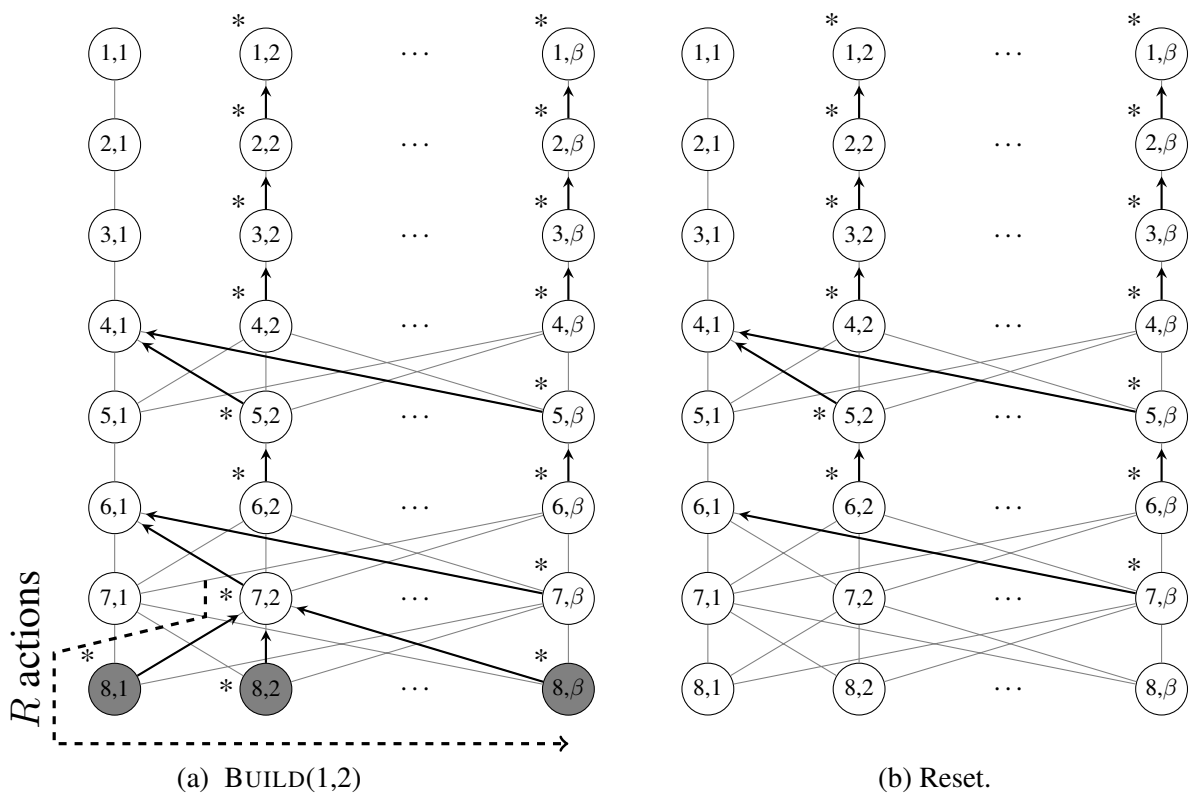 * *
1,1 1,2 ... 1,β
* *
2,1 2,2 ... 2,β
* *
3,1 3,2 ... 3,β
* *
4,1 4,2 ... 4,β
*
5,1 * 5,2 ... 5,β
* *
6,1 6,2 ... 6,β
*
7,1 * 7,2 ... 7,β
* *
8,1 * 8,2 ... 8,β
R actions
(a) BUILD(1,2)
* *
1,1 1,2 ... 1,β
* *
2,1 2,2 ... 2,β
* *
3,1 3,2 ... 3,β
* *
4,1 4,2 ... 4,β
*
5,1 * 5,2 ... 5,β
* *
6,1 6,2 ... 6,β
*
7,1 7,2 ... 7,β
8,1 8,2 ... 8,β
(b) Reset.